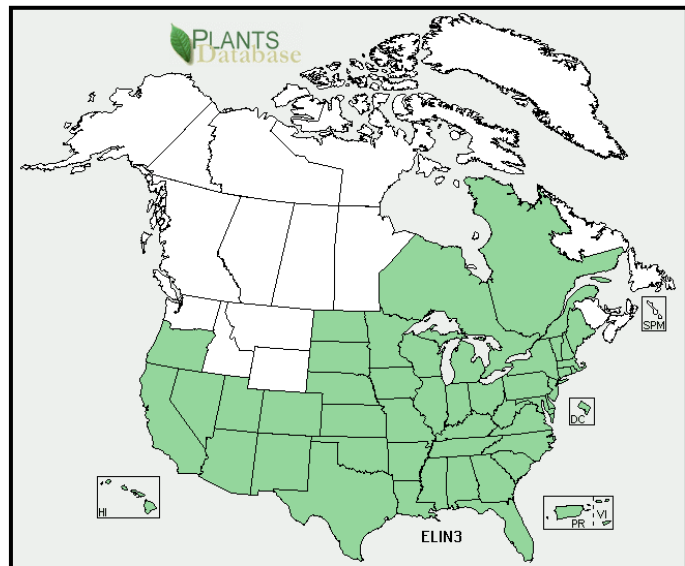 PLANTS
Database
SPM
DC
HI
PR
VI
ELIN3